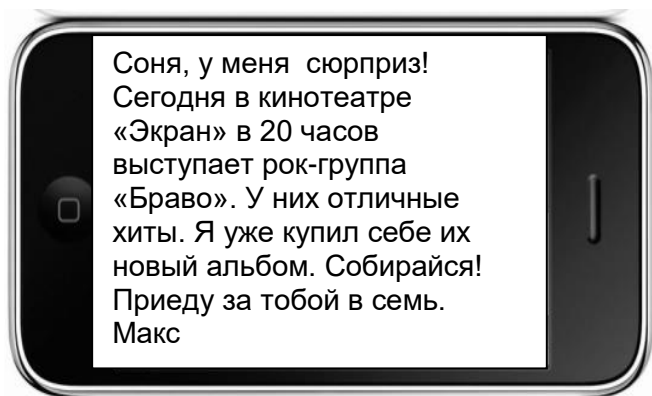 Соня, у меня  сюрприз!
Сегодня в кинотеатре
«Экран» в 20 часов
выступает рок-группа
«Браво». У них отличные
хиты. Я уже купил себе их
новый альбом. Собирайся!
Приеду за тобой в семь.
Макс